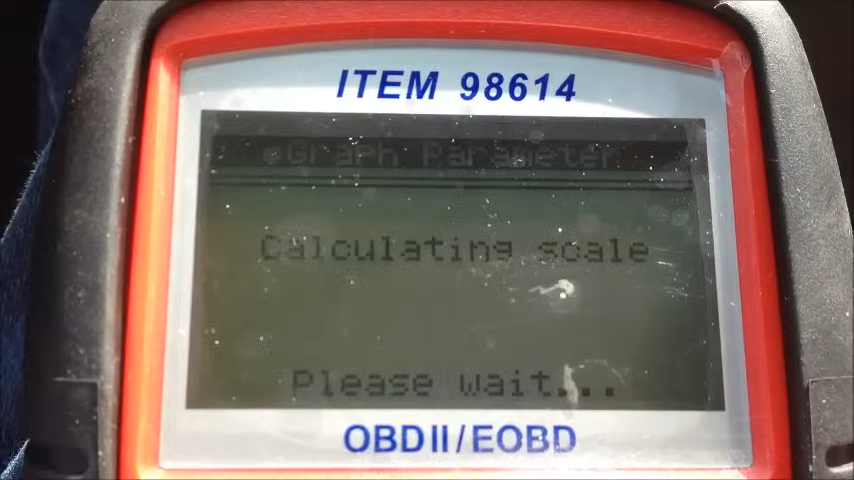 ITEM 98614
Graph Parameter
Calculating scale
Please wait...
OBDII/EOBD